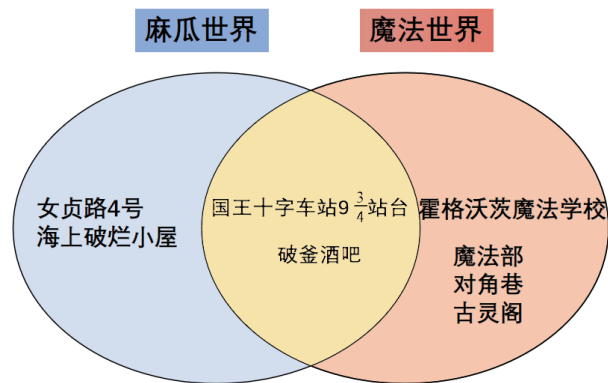 麻瓜世界
魔法世界
女贞路4号
海上破烂小屋
国王十字车站9 3/4站台
破釜酒吧
霍格沃茨魔法学校
魔法部
对角巷
古灵阁